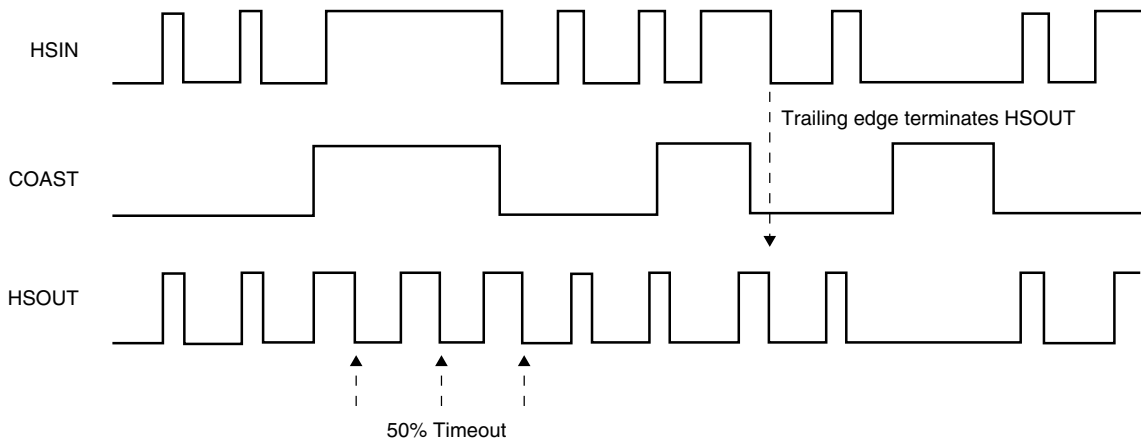 HSIN
Trailing edge terminates HSOUT
COAST
HSOUT
50% Timeout